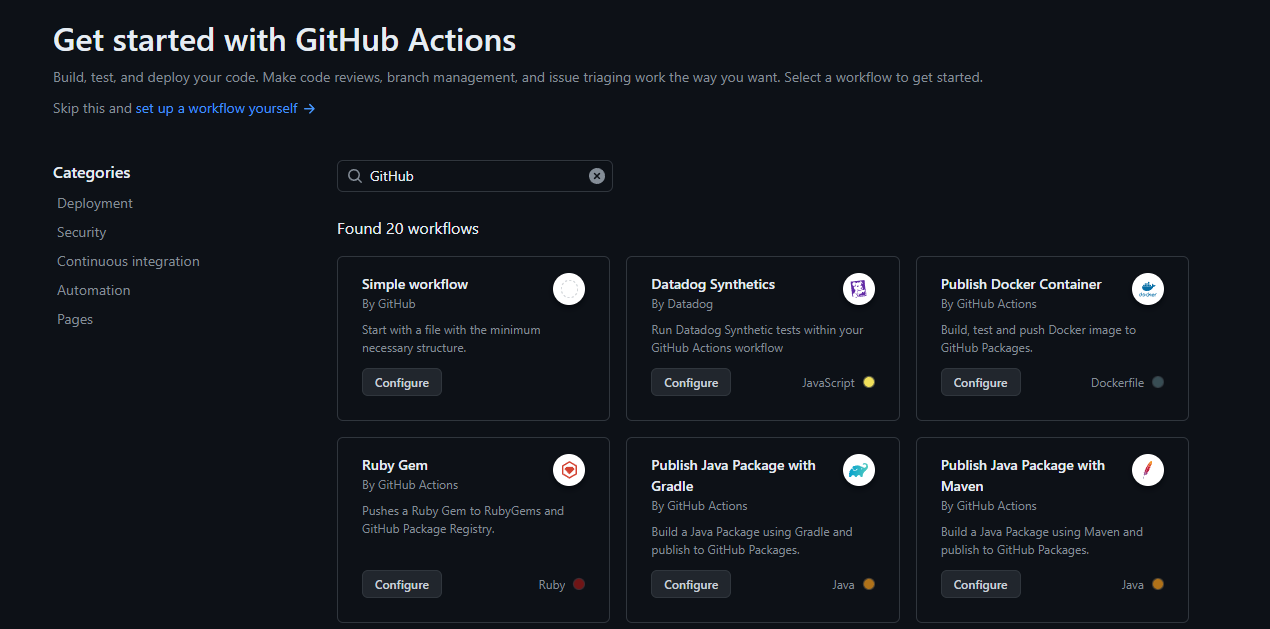 Get started with GitHub Actions
Build, test, and deploy your code. Make code reviews, branch management, and issue triaging work the way you want. Select a workflow to get started.
Skip this and set up a workflow yourself →
Categories
Deployment
Security
Continuous integration
Automation
Pages
GitHub
Found 20 workflows
Simple workflow
By GitHub
Start with a file with the minimum
necessary structure.
Configure
Datadog Synthetics
By Datadog
Run Datadog Synthetic tests within your
GitHub Actions workflow
Configure
JavaScript
Publish Docker Container
By GitHub Actions
docker
Build, test and push Docker image to
GitHub Packages.
Configure
Dockerfile
Ruby Gem
By GitHub Actions
Pushes a Ruby Gem to RubyGems and
GitHub Package Registry.
Configure
Ruby
Publish Java Package with
Gradle
By GitHub Actions
Build a Java Package using Gradle and
publish to GitHub Packages.
Configure
Java
Publish Java Package with
Maven
By GitHub Actions
Build a Java Package using Maven and
publish to GitHub Packages.
Configure
Java